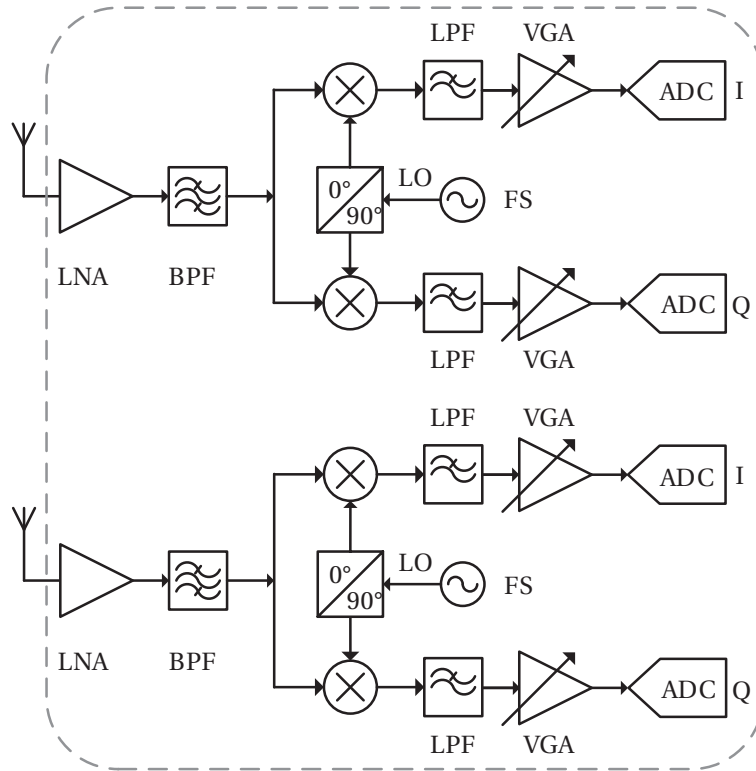 LPF VGA
ADC I
0°
90°
LO
FS
LNA BPF
ADC Q
LPF VGA
LPF VGA
ADC I
0°
90°
LO
FS
LNA BPF
ADC Q
LPF VGA